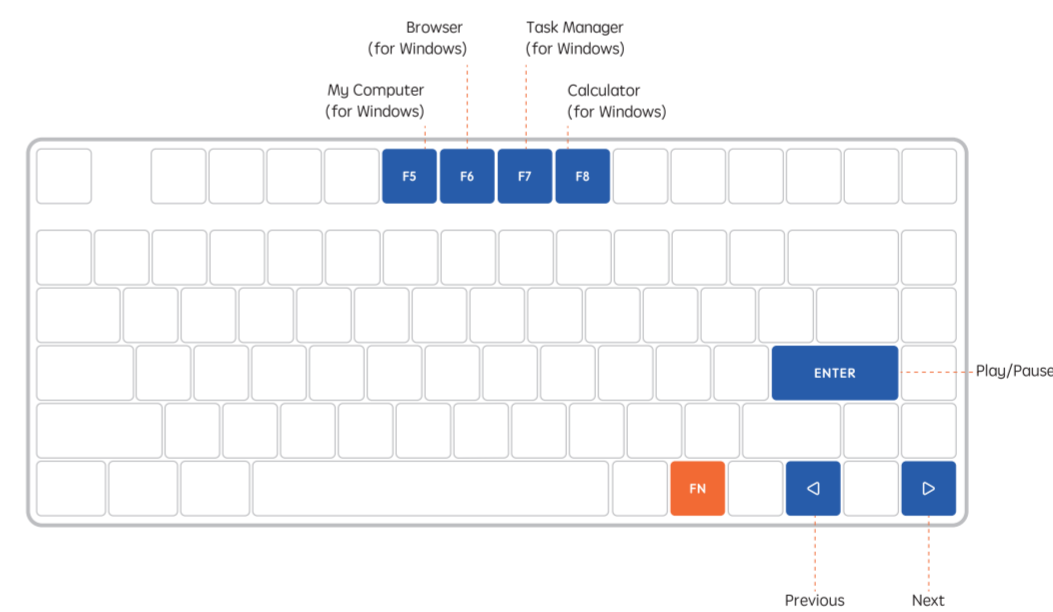 Browser
(for Windows)
Task Manager
(for Windows)
My Computer
(for Windows)
Calculator
(for Windows)
F5
F6
F7
F8
ENTER
Play/Pause
FN
Previous
Next